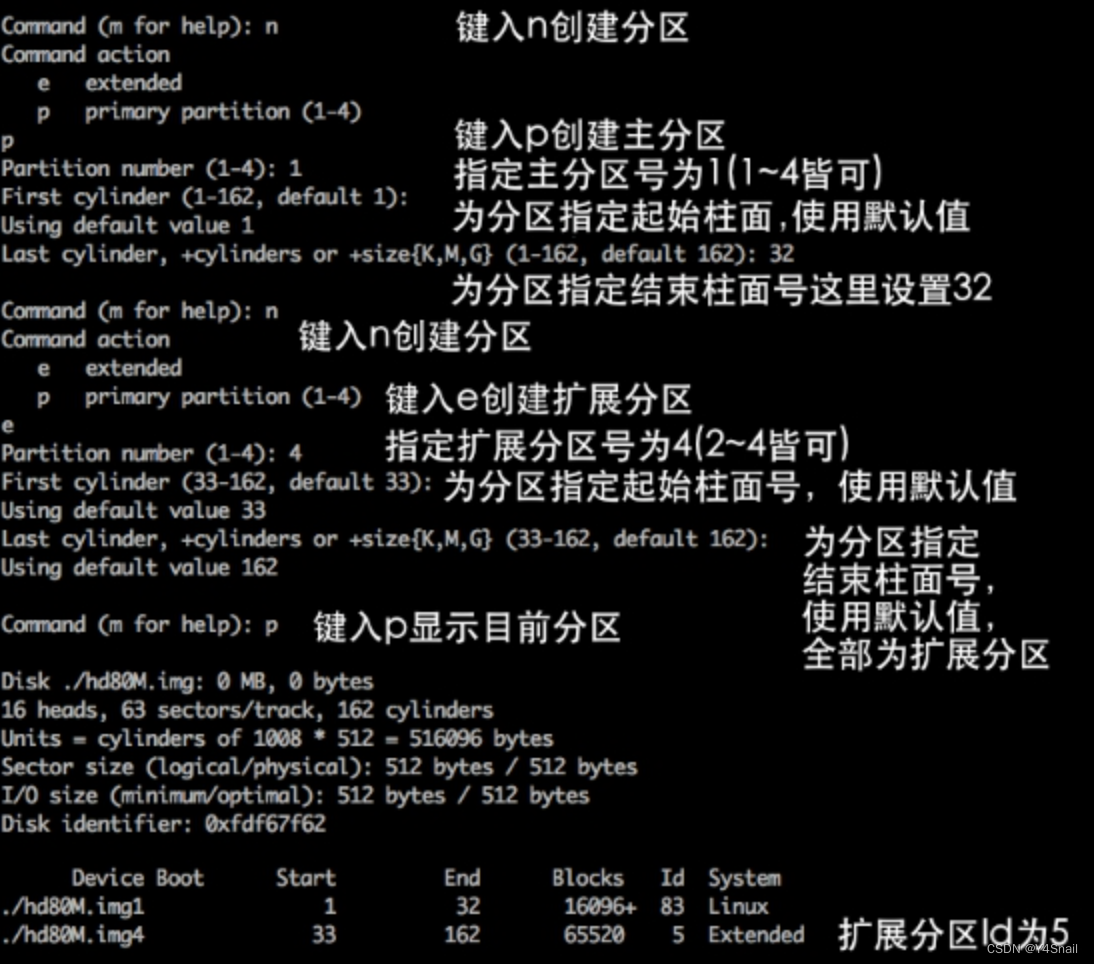 Command (m for help): n 键入n创建分区
Command action
e extended
p primary partition (1-4)
p 键入p创建主分区
Partition number (1-4): 1 指定主分区号为1(1~4皆可)
First cylinder (1-162, default 1):
Using default value 1 为分区指定起始柱面,使用默认值
Last cylinder, +cylinders or +size{K,M,G} (1-162, default 162): 32
为分区指定结束柱面号这里设置32
Command (m for help): n
Command action 键入n创建分区
e extended
p primary partition (1-4) 键入e创建扩展分区
e
Partition number (1-4): 4 指定扩展分区号为4(2~4皆可)
First cylinder (33-162, default 33): 为分区指定起始柱面号，使用默认值
Using default value 33
Last cylinder, +cylinders or +size{K,M,G} (33-162, default 162): 为分区指定
Using default value 162 结束柱面号，
使用默认值，
全部为扩展分区
Command (m for help): p 键入p显示目前分区
Disk ./hd80M.img: 0 MB, 0 bytes
16 heads, 63 sectors/track, 162 cylinders
Units = cylinders of 1008 * 512 = 516096 bytes
Sector size (logical/physical): 512 bytes / 512 bytes
I/O size (minimum/optimal): 512 bytes / 512 bytes
Disk identifier: 0xfdf67f62
Device Boot Start End Blocks Id System
./hd80M.img1 1 32 16096+ 83 Linux
./hd80M.img4 33 162 65520 5 Extended 扩展分区Id为5
CSDN @Y4Snail